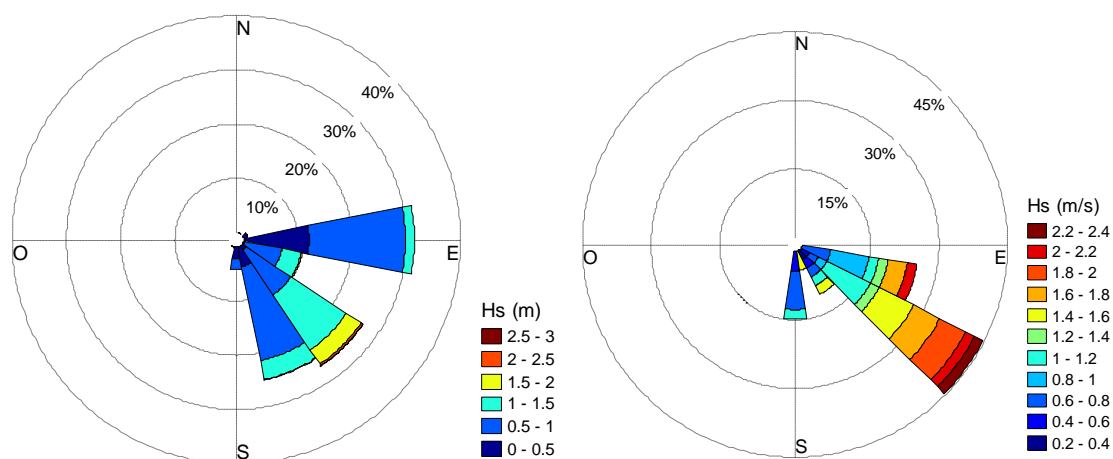 N
40%
30%
20%
10%
O
E
S
Hs (m)
2.5 - 3
2 - 2.5
1.5 - 2
1 - 1.5
0.5 - 1
0 - 0.5
N
45%
30%
15%
O
E
S
Hs (m/s)
2.2 - 2.4
2 - 2.2
1.8 - 2
1.6 - 1.8
1.4 - 1.6
1.2 - 1.4
1 - 1.2
0.8 - 1
0.6 - 0.8
0.4 - 0.6
0.2 - 0.4